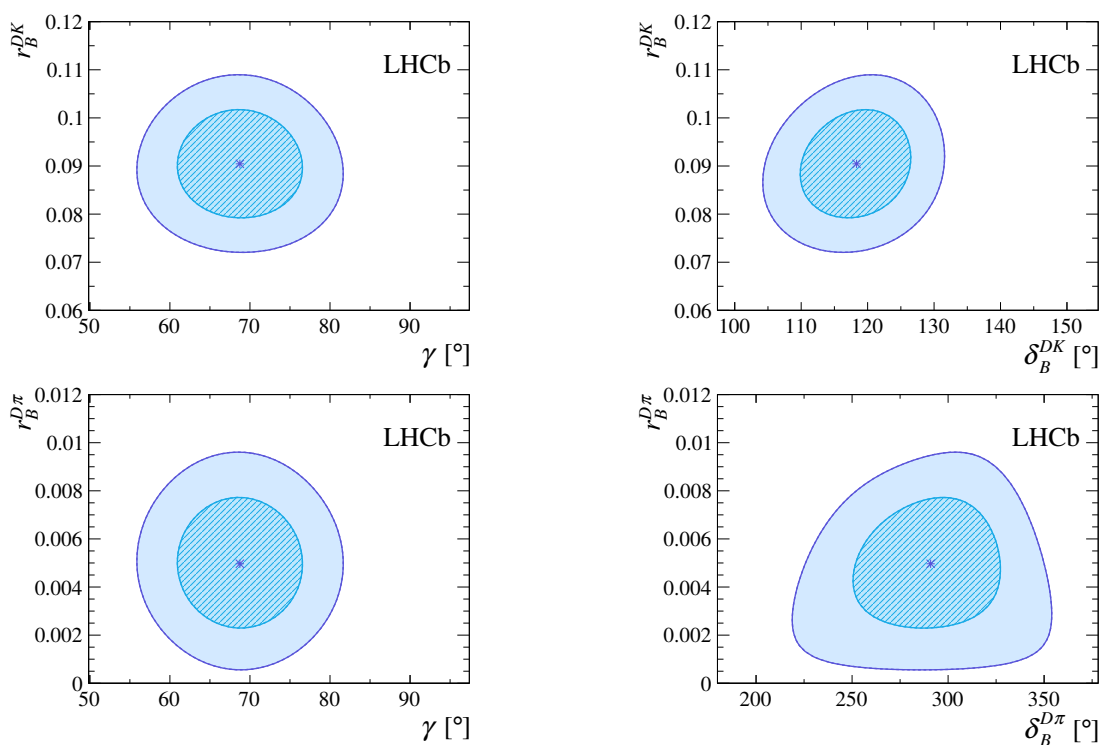 0.12
r_B^{DK}
LHCb
0.11
0.1
0.09
0.08
0.07
0.06
50 60 70 80 90
γ [°]
0.12
r_B^{DK}
LHCb
0.11
0.1
0.09
0.08
0.07
0.06
100 110 120 130 140 150
δ_B^{DK} [°]
0.012
r_B^{Dπ}
LHCb
0.01
0.008
0.006
0.004
0.002
0
50 60 70 80 90
γ [°]
0.012
r_B^{Dπ}
LHCb
0.01
0.008
0.006
0.004
0.002
0
200 250 300 350
δ_B^{Dπ} [°]